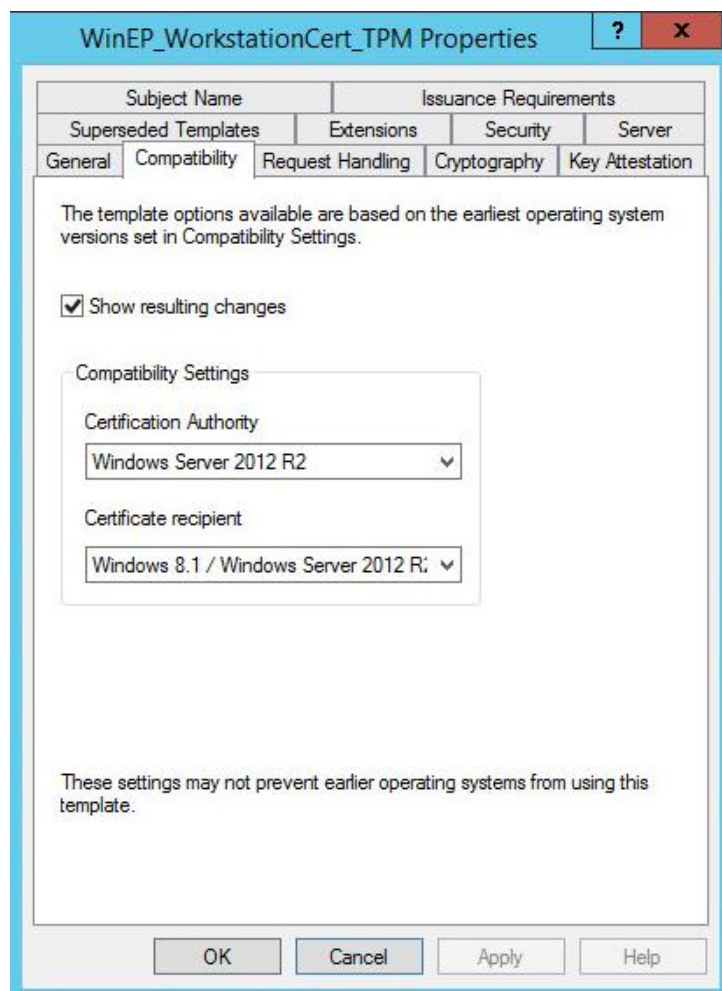 WinEP_WorkstationCert_TPM Properties
?
x
Subject Name
Issuance Requirements
Superseded Templates
Extensions
Security
Server
General
Compatibility
Request Handling
Cryptography
Key Attestation
The template options available are based on the earliest operating system
versions set in Compatibility Settings.
Show resulting changes
Compatibility Settings
Certification Authority
Windows Server 2012 R2
Certificate recipient
Windows 8.1 / Windows Server 2012 R
These settings may not prevent earlier operating systems from using this
template.
OK
Cancel
Apply
Help